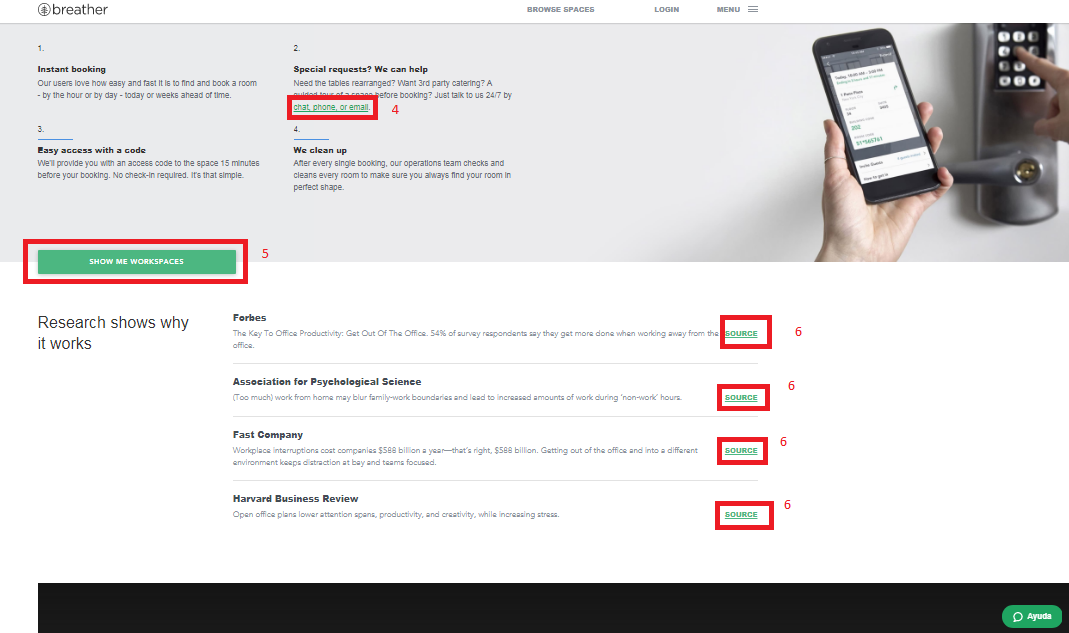 breather
BROWSE SPACES
LOGIN
MENU
1.
Instant booking
Our users love how easy and fast it is to find and book a room
- by the hour or by day - today or weeks ahead of time.
2.
Special requests? We can help
Need the tables rearranged? Want 3rd party catering? A
guided tour of a space before booking? Just talk to us 24/7 by
chat, phone, or email.
4
3.
Easy access with a code
We'll provide you with an access code to the space 15 minutes
before your booking. No check-in required. It's that simple.
4.
We clean up
After every single booking, our operations team checks and
cleans every room to make sure you always find your room in
perfect shape.
SHOW ME WORKSPACES
5
Research shows why
it works
Forbes
The Key To Office Productivity: Get Out Of The Office. 54% of survey respondents say they get more done when working away from the
office.
SOURCE
6
Association for Psychological Science
(Too much) work from home may blur family-work boundaries and lead to increased amounts of work during 'non-work' hours.
SOURCE
6
Fast Company
Workplace interruptions cost companies $588 billion a year—that's right, $588 billion. Getting out of the office and into a different
environment keeps distraction at bay and teams focused.
SOURCE
6
Harvard Business Review
Open office plans lower attention spans, productivity, and creativity, while increasing stress.
SOURCE
6
Ayuda